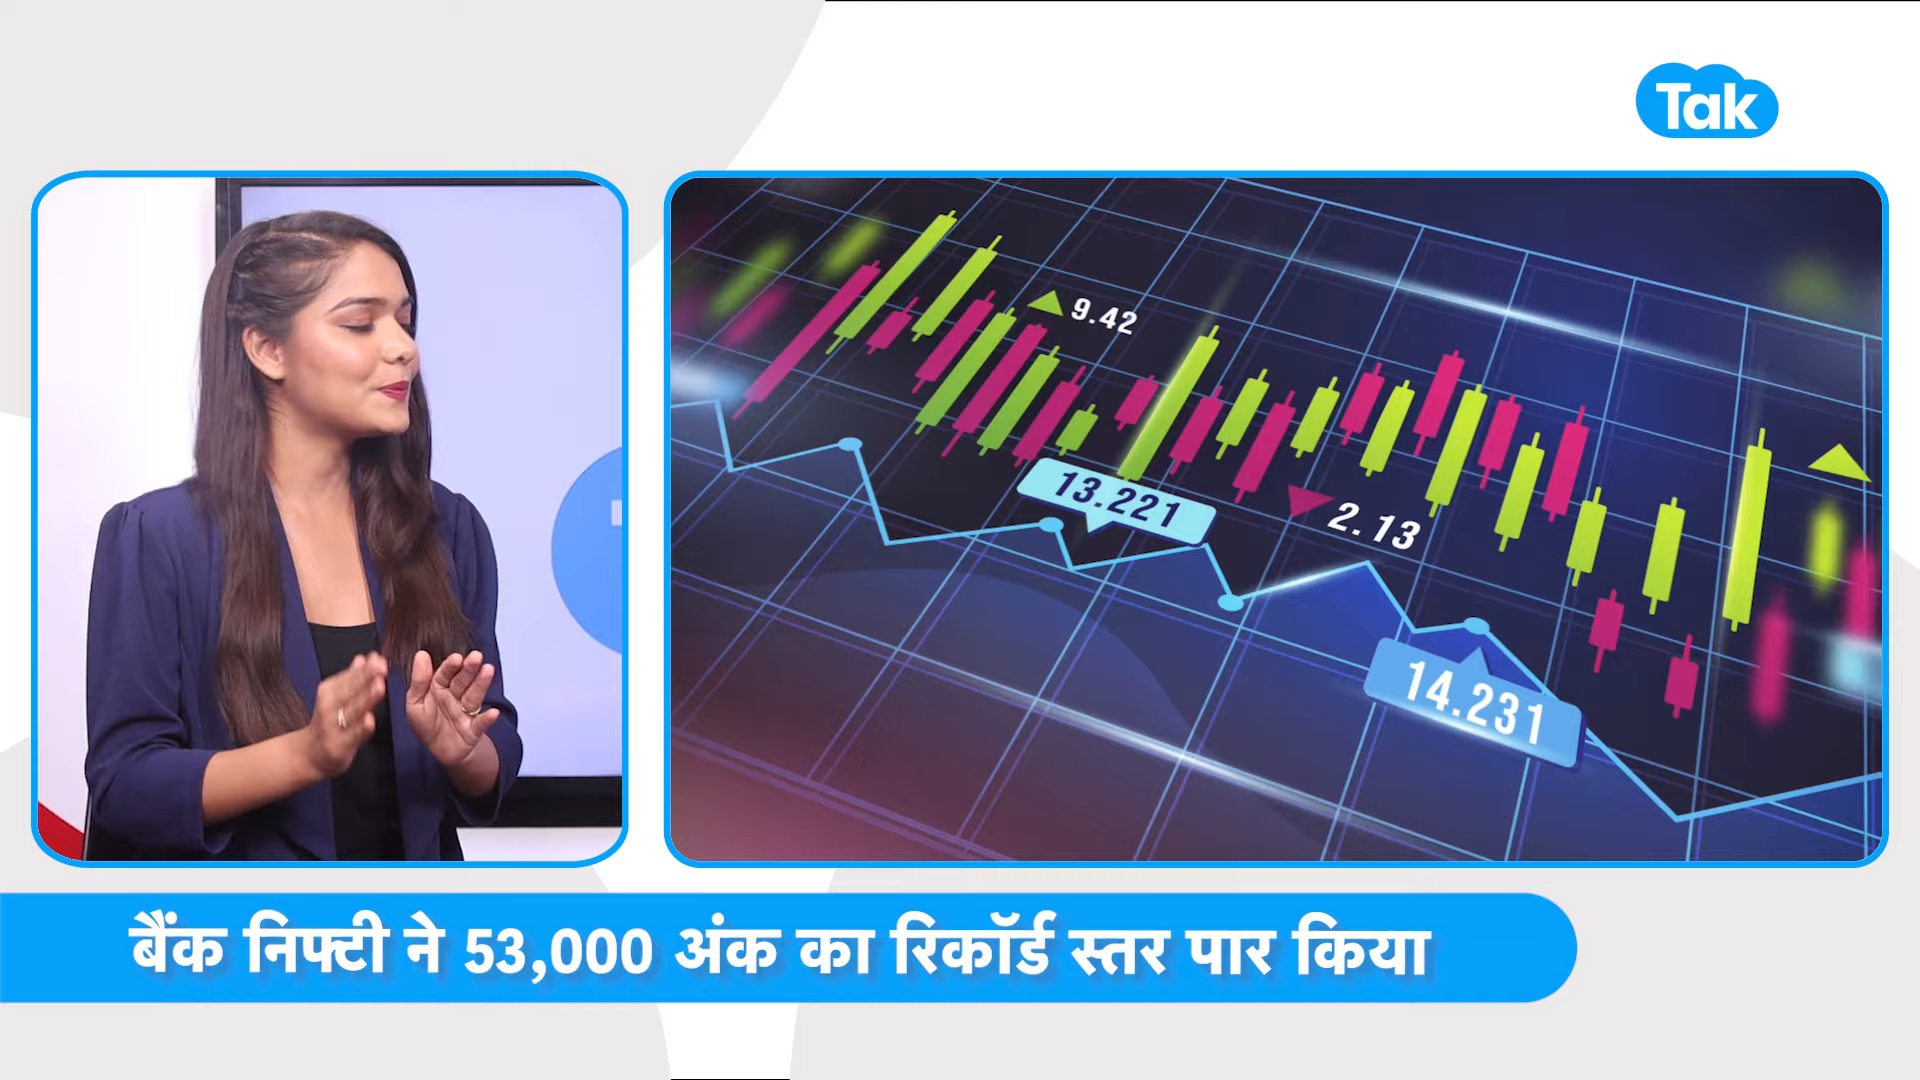 Tak
9.42
13.221
2.13
14.231
बैंक निफ्टी ने 53,000 अंक का रिकॉर्ड स्तर पार किया